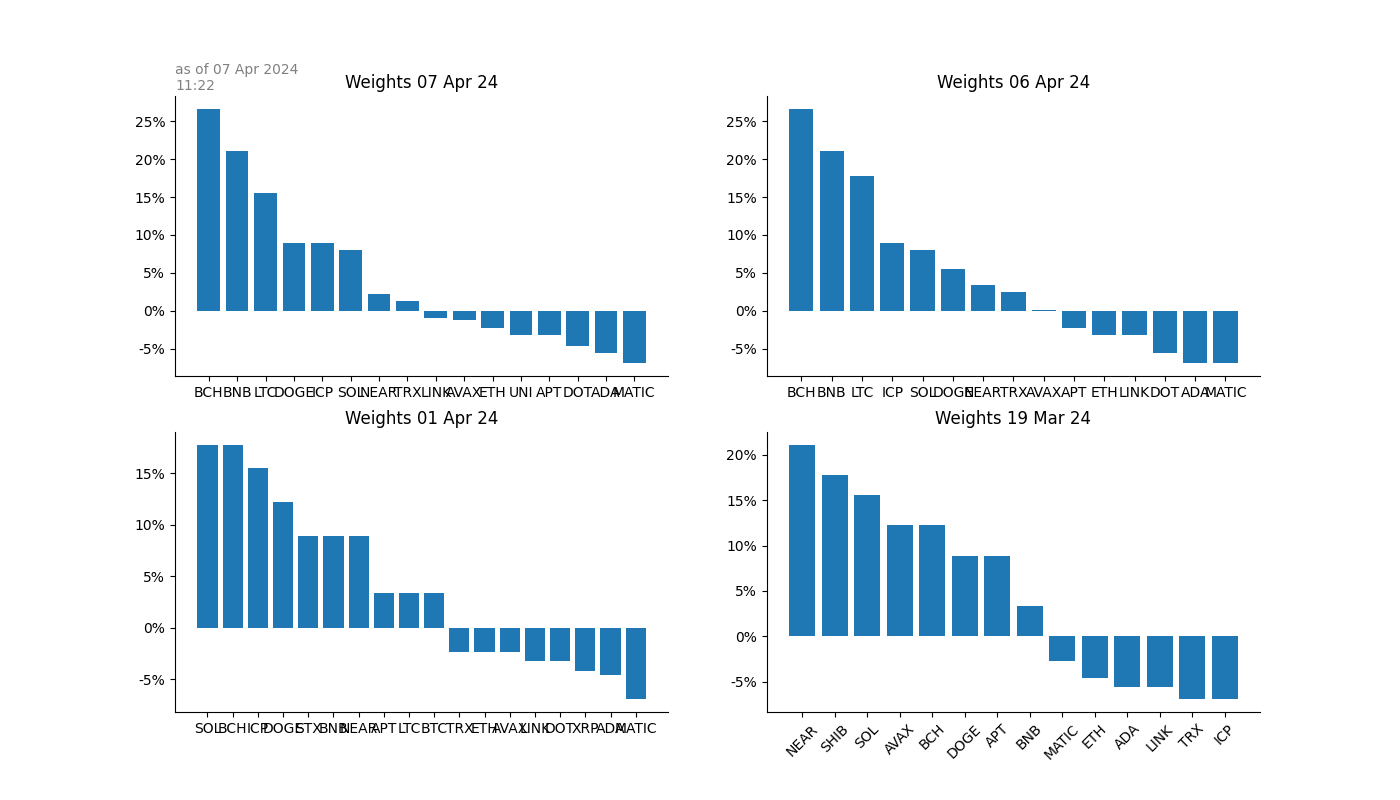 as of 07 Apr 2024
11:22
Weights 07 Apr 24
25%
20%
15%
10%
5%
0%
-5%
BCH BNB LTC DOGE ICP SOL NEAR TRX LINK AVAX ETH UNI APT DOT ADA MATIC
Weights 06 Apr 24
25%
20%
15%
10%
5%
0%
-5%
BCH BNB LTC ICP SOL DOGE NEAR TRX AVAX APT ETH LINK DOT ADA MATIC
Weights 01 Apr 24
15%
10%
5%
0%
-5%
SOL BCH ICP DOGE STX BNB NEAR APT LTC BTC TRX ETH AVAX LINK DOT XRP ADA MATIC
Weights 19 Mar 24
20%
15%
10%
5%
0%
-5%
NEAR SHIB SOL AVAX BCH DOGE APT BNB MATIC ETH ADA LINK TRX ICP